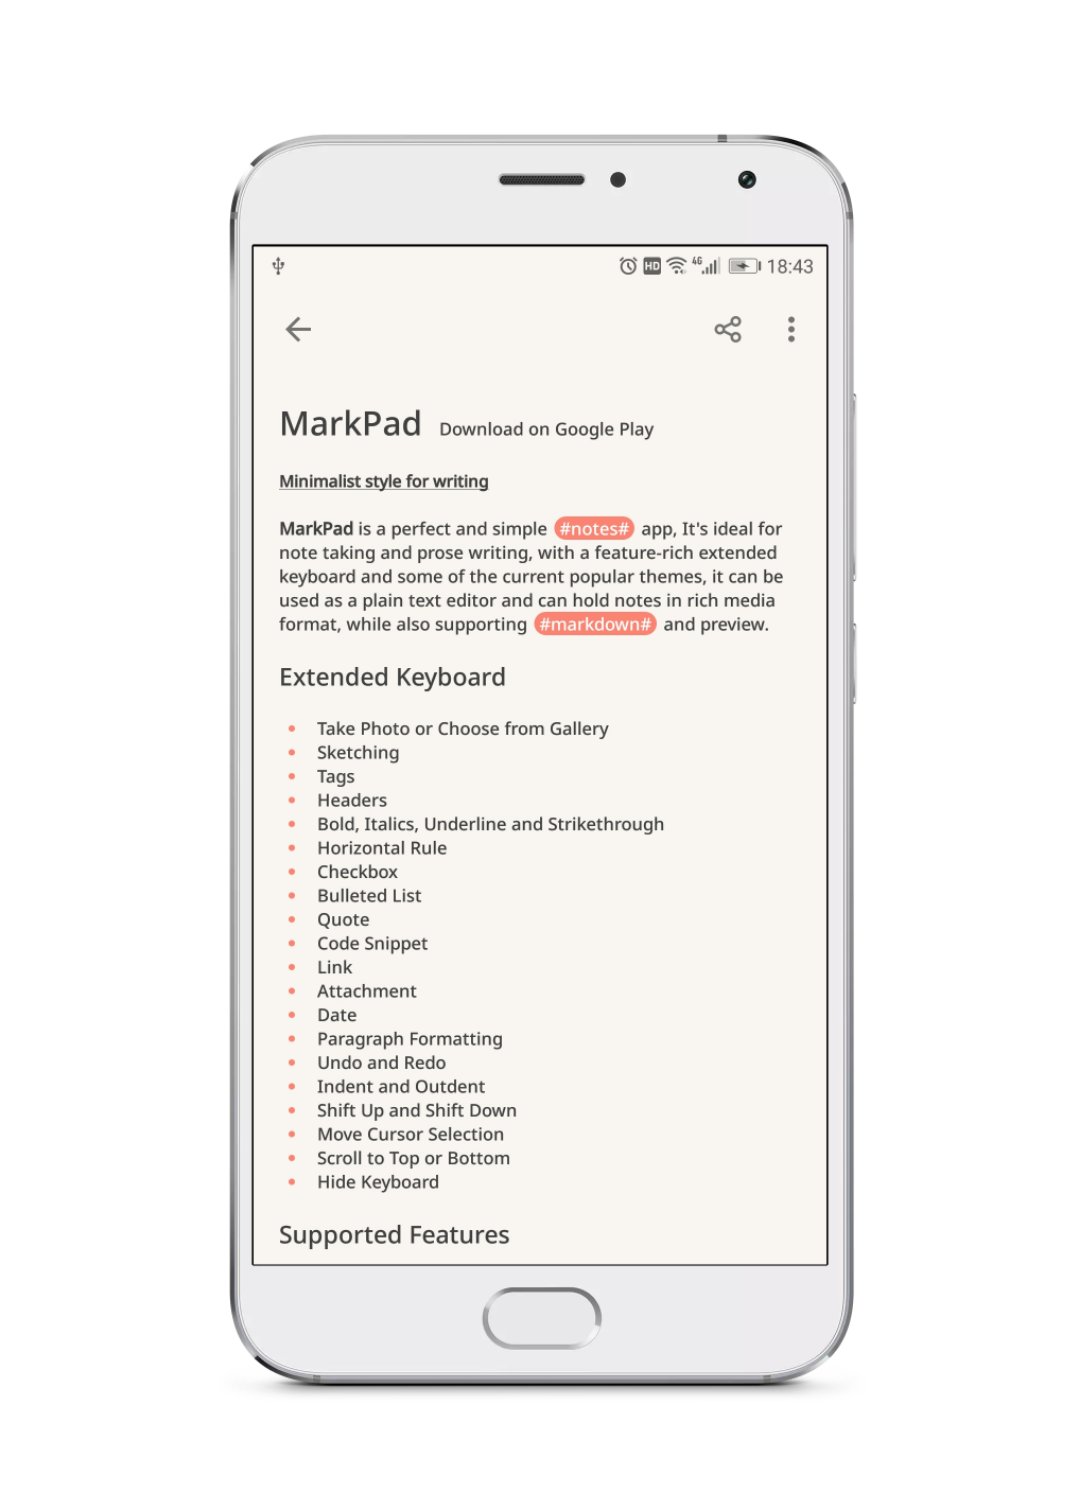 HD 4G 18:43
MarkPad Download on Google Play
Minimalist style for writing
MarkPad is a perfect and simple #notes# app, It's ideal for
note taking and prose writing, with a feature-rich extended
keyboard and some of the current popular themes, it can be
used as a plain text editor and can hold notes in rich media
format, while also supporting #markdown# and preview.
Extended Keyboard
• Take Photo or Choose from Gallery
• Sketching
• Tags
• Headers
• Bold, Italics, Underline and Strikethrough
• Horizontal Rule
• Checkbox
• Bulleted List
• Quote
• Code Snippet
• Link
• Attachment
• Date
• Paragraph Formatting
• Undo and Redo
• Indent and Outdent
• Shift Up and Shift Down
• Move Cursor Selection
• Scroll to Top or Bottom
• Hide Keyboard
Supported Features